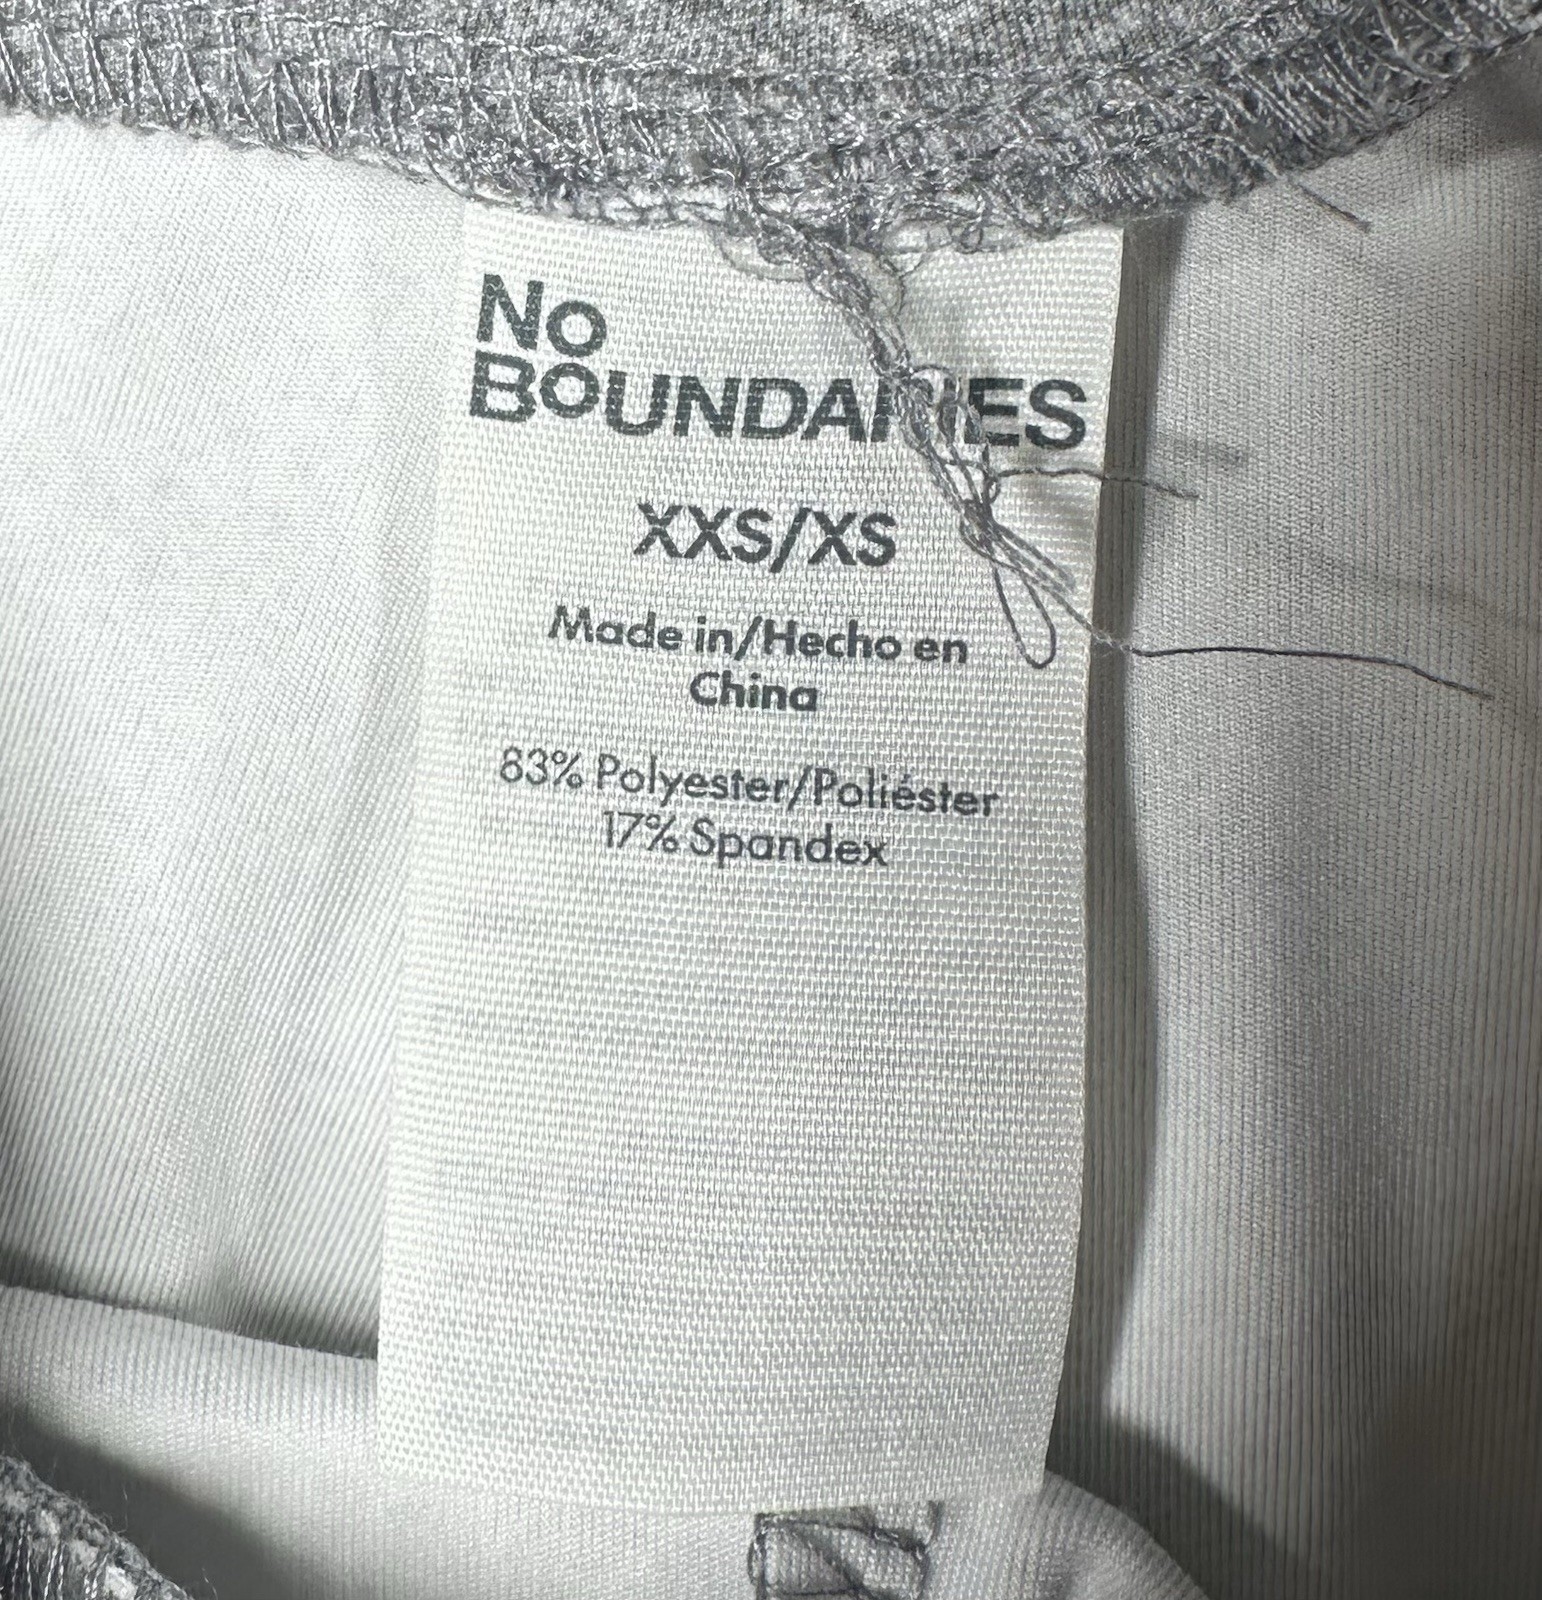 No
BOUNDARIES
XXS/XS
Made in/Hecho en
China
83% Polyester/Poliéster
17% Spandex